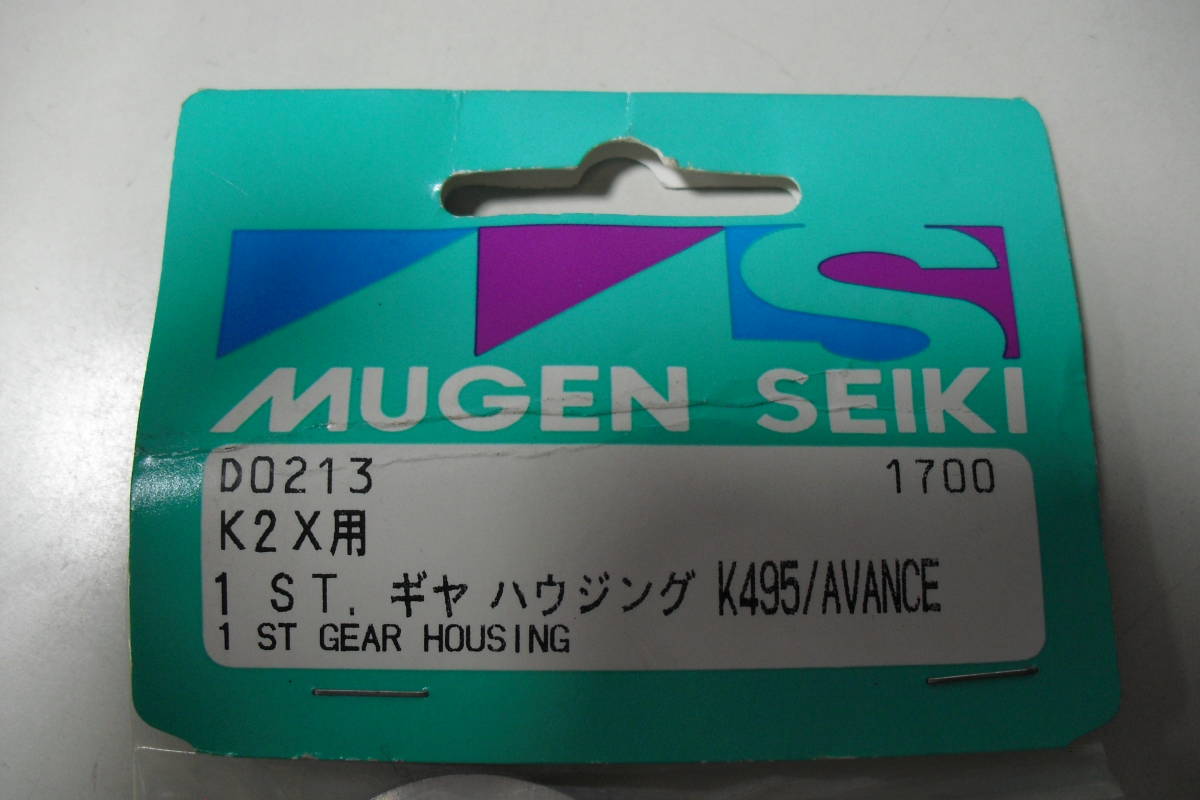 MUGEN SEIKI
D0213 1700
K2X用
1 ST. ギヤ ハウジング K495/AVANCE
1 ST GEAR HOUSING